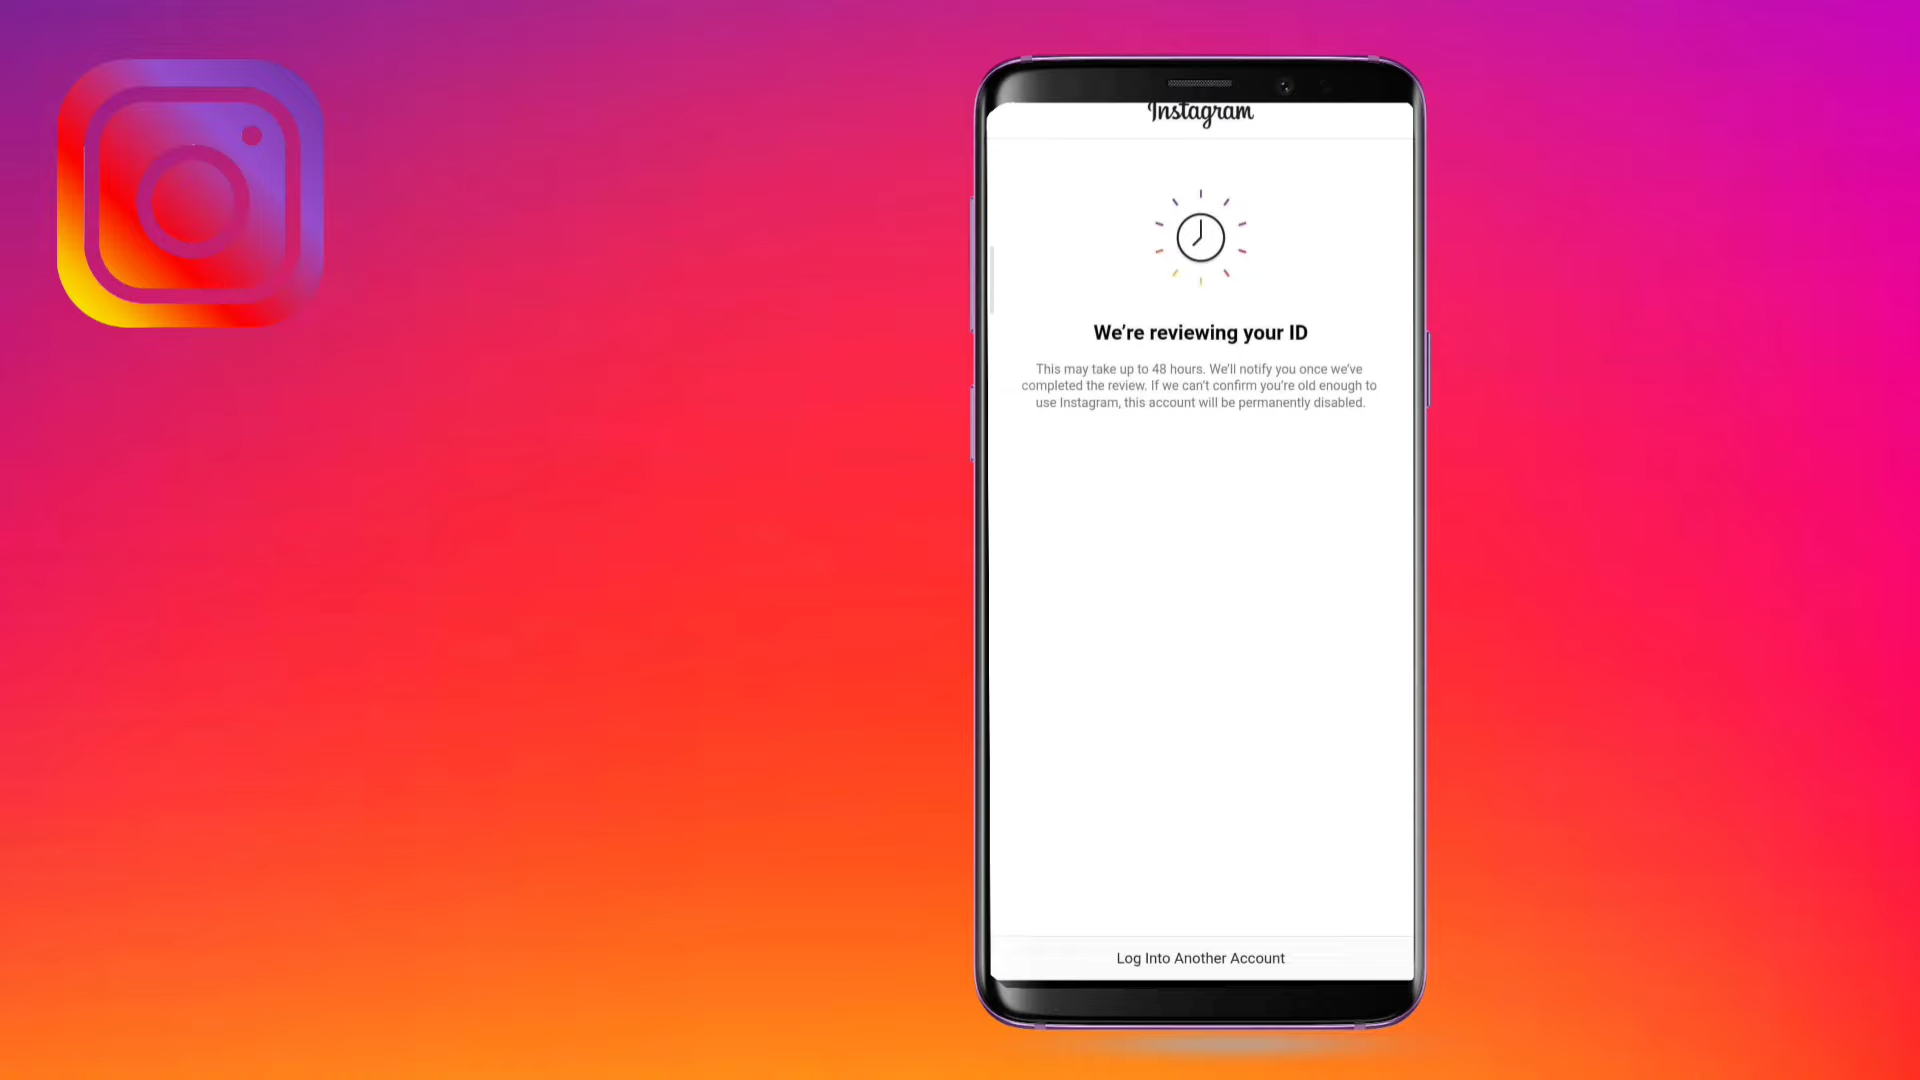 Instagram
We’re reviewing your ID
This may take up to 48 hours. We’ll notify you once we’ve
completed the review. If we can’t confirm you’re old enough to
use Instagram, this account will be permanently disabled.
Log Into Another Account